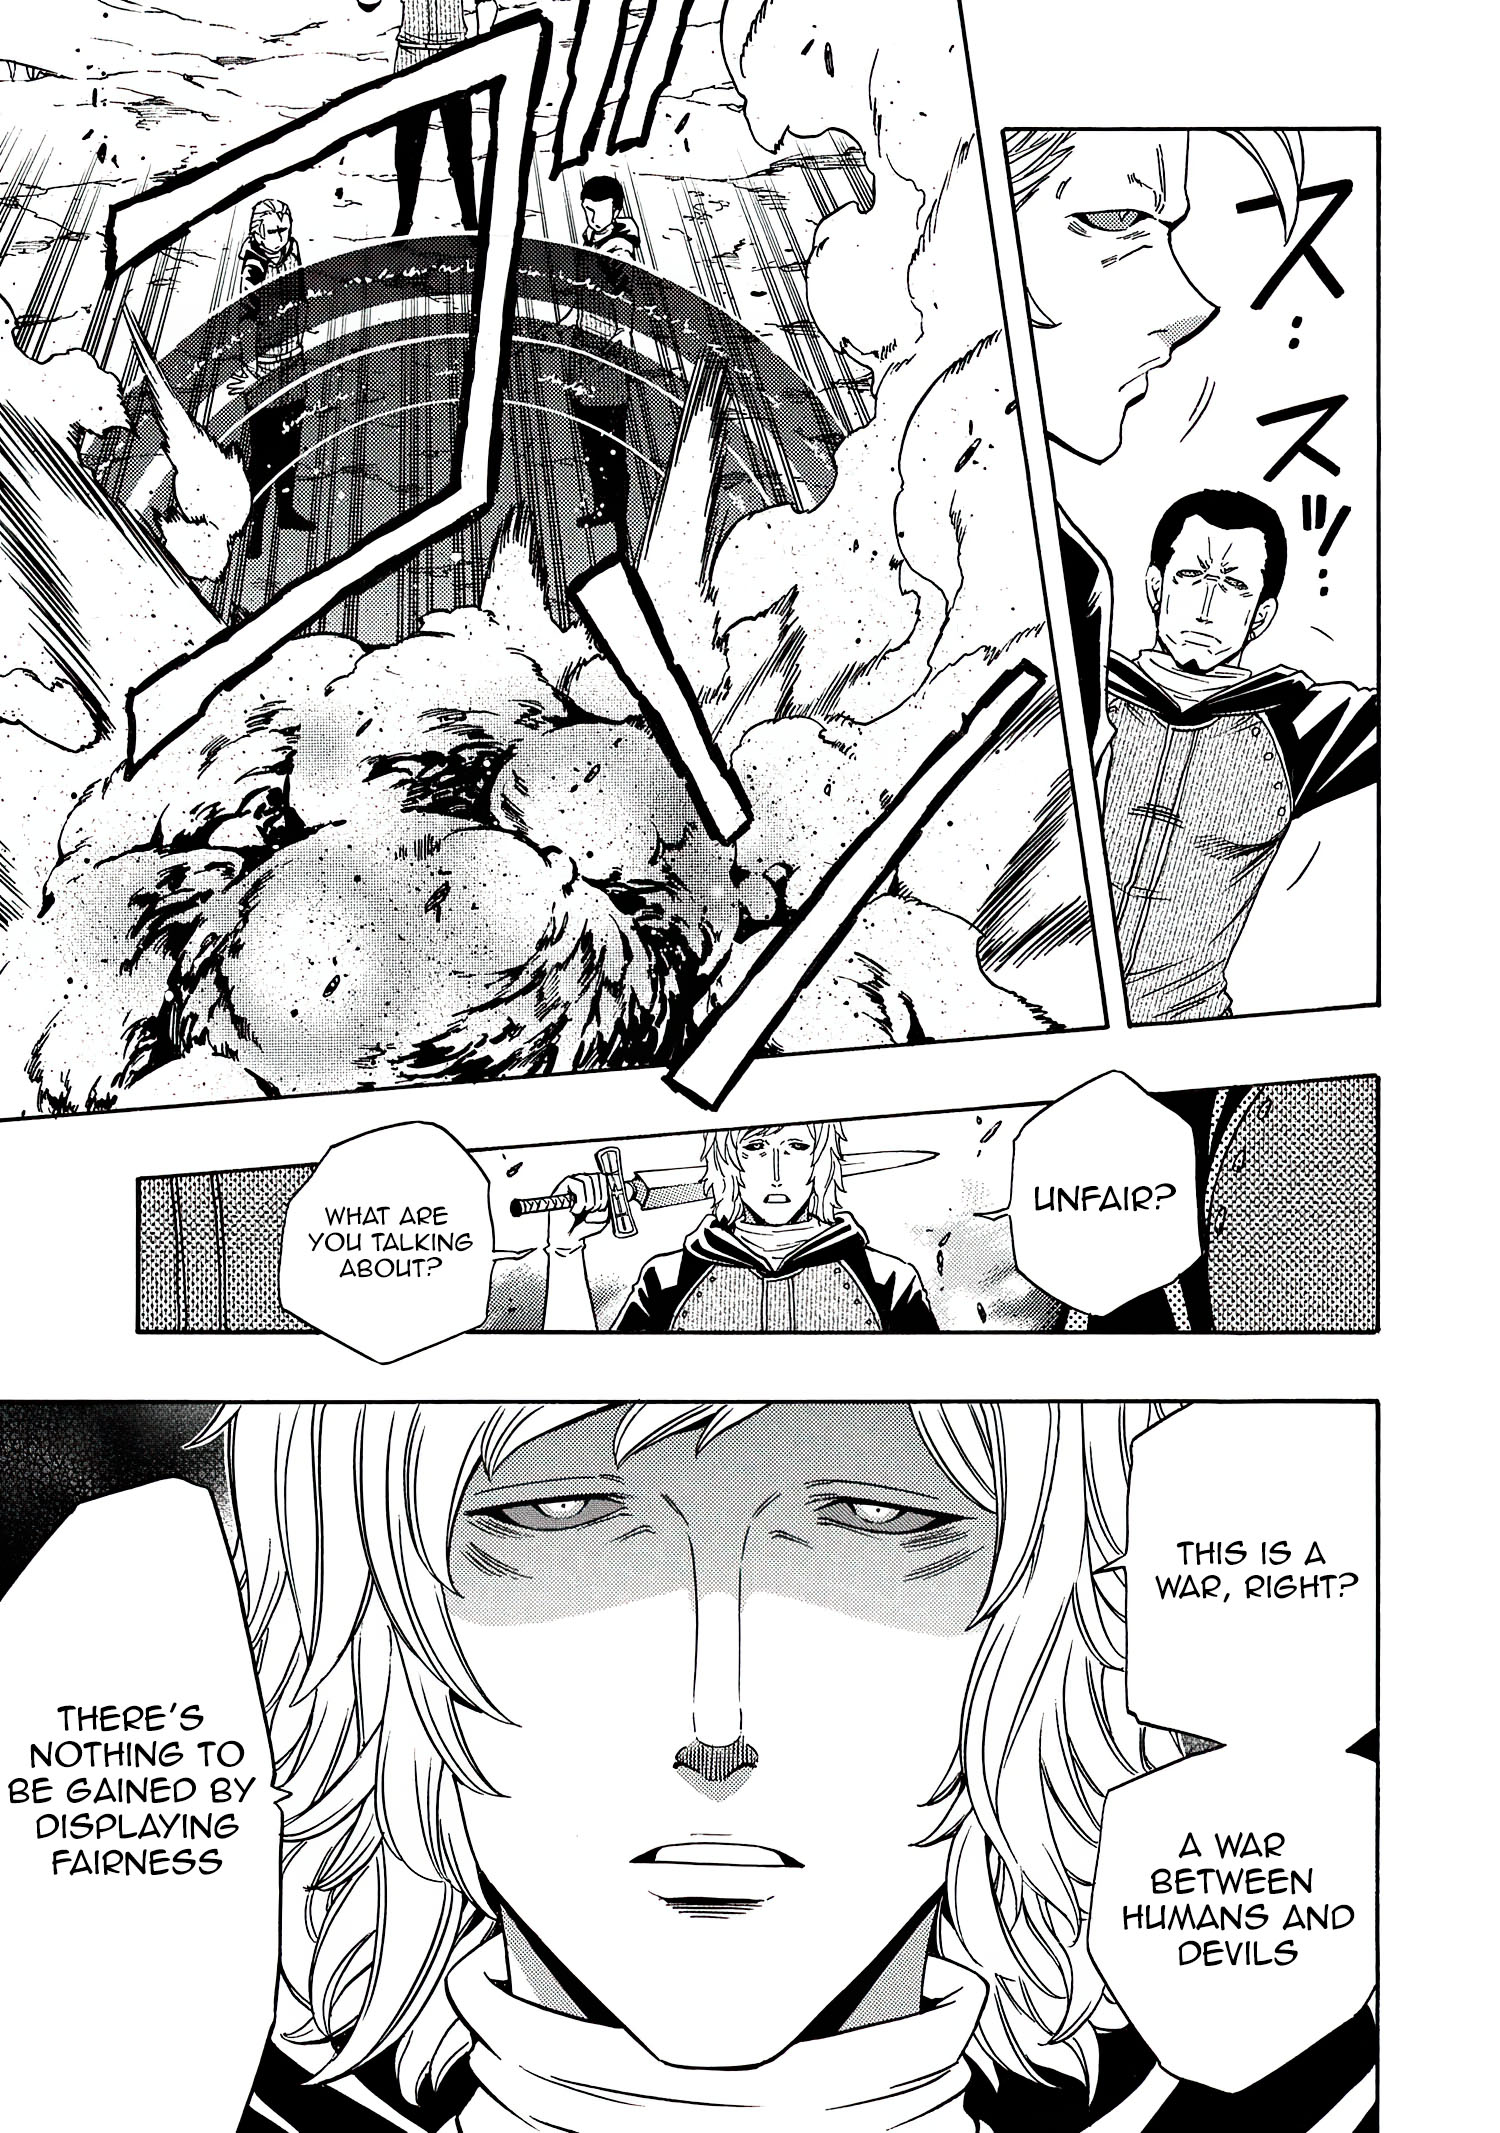 ス…
スッ…
UNFAIR?
WHAT ARE
YOU TALKING
ABOUT?
THIS IS A
WAR, RIGHT?
A WAR
BETWEEN
HUMANS AND
DEVILS
THERE'S
NOTHING TO
BE GAINED BY
DISPLAYING
FAIRNESS